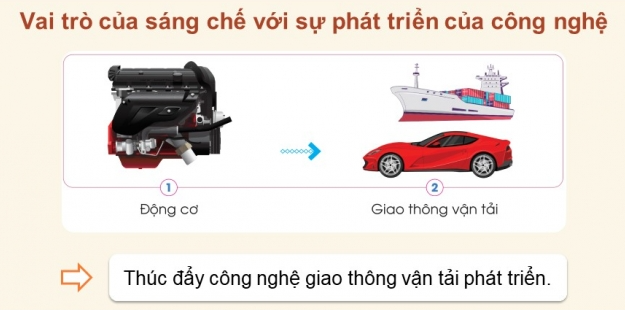 Vai trò của sáng chế với sự phát triển của công nghệ
1
2
Động cơ
Giao thông vận tải
Thúc đẩy công nghệ giao thông vận tải phát triển.